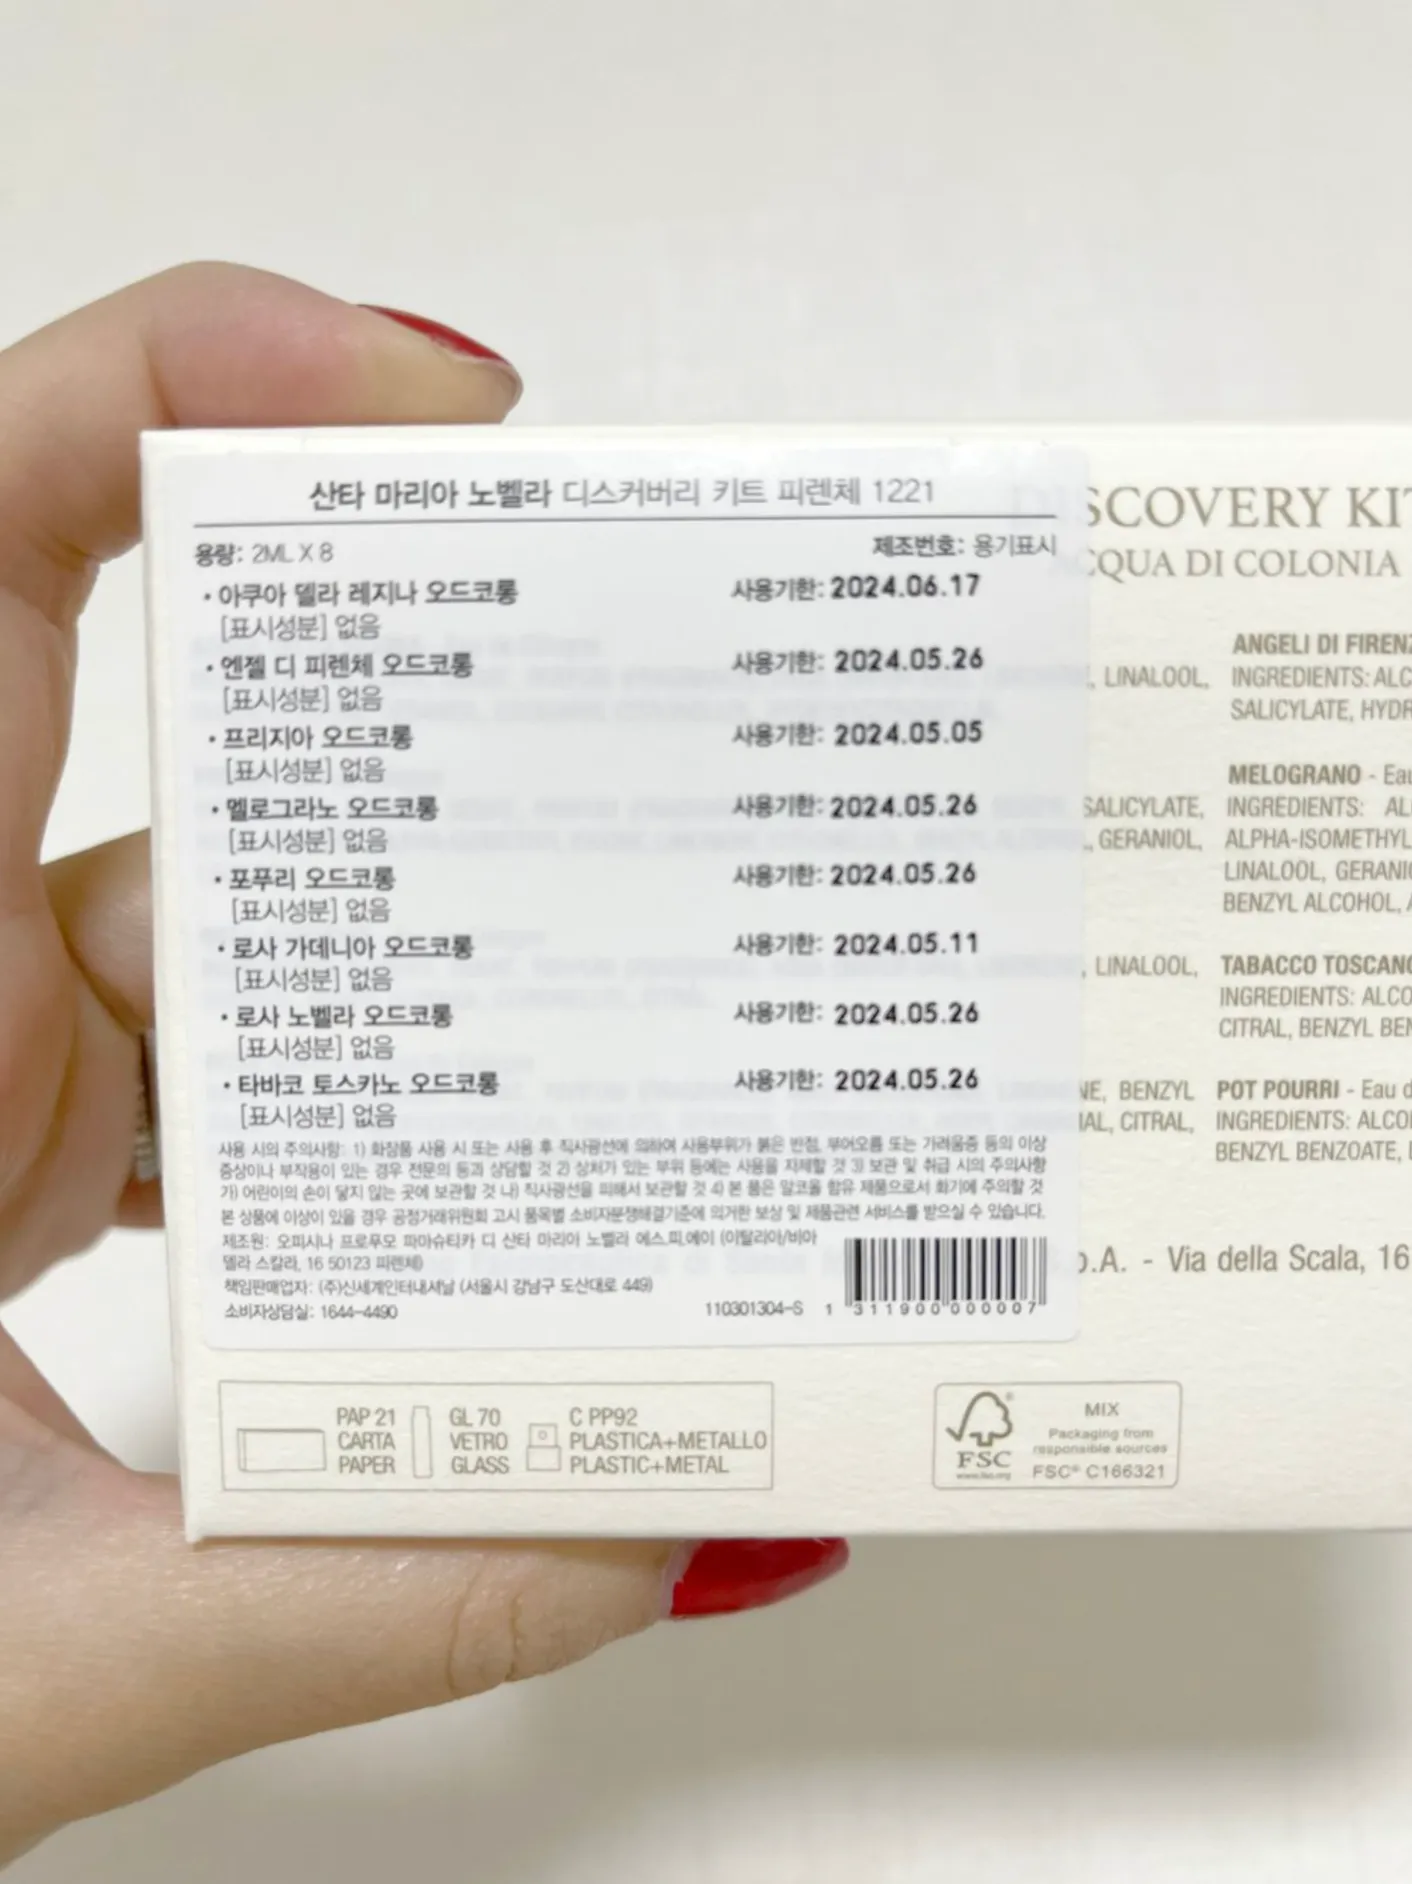 산타 마리아 노벨라 디스커버리 키트 피렌체 1221
용량: 2ML X 8
제조번호: 용기표시
• 아쿠아 델라 레지나 오드코롱 사용기한: 2024.06.17
[표시성분] 없음
• 엔젤 디 피렌체 오드코롱 사용기한: 2024.05.26
[표시성분] 없음
• 프리지아 오드코롱 사용기한: 2024.05.05
[표시성분] 없음
• 멜로그라노 오드코롱 사용기한: 2024.05.26
[표시성분] 없음
• 포푸리 오드코롱 사용기한: 2024.05.26
[표시성분] 없음
• 로사 가데니아 오드코롱 사용기한: 2024.05.11
[표시성분] 없음
• 로사 노벨라 오드코롱 사용기한: 2024.05.26
[표시성분] 없음
• 타바코 토스카노 오드코롱 사용기한: 2024.05.26
[표시성분] 없음
사용 시의 주의사항: 1) 화장품 사용 시 또는 사용 후 직사광선에 의하여 사용부위가 붉은 반점, 부어오름 또는 가려움증 등의 이상
증상이나 부작용이 있는 경우 전문의 등과 상담할 것 2) 상처가 있는 부위 등에는 사용을 자제할 것 3) 보관 및 취급 시의 주의사항
가) 어린이의 손이 닿지 않는 곳에 보관할 것 나) 직사광선을 피해서 보관할 것 4) 본 품은 알코올 함유 제품으로서 화기에 주의할 것
본 상품에 이상이 있을 경우 공정거래위원회 고시 품목별 소비자분쟁해결기준에 의거한 보상 및 제품관련 서비스를 받으실 수 있습니다.
제조원: 오피시나 프로푸모 파마슈티카 디 산타 마리아 노벨라 에스.피.에이 (이탈리아/비아
델라 스칼라, 16 50123 피렌체)
책임판매업자: (주)신세계인터내셔날 (서울시 강남구 도산대로 449)
소비자상담실: 1644-4490
110301304-S
1 311900 000007
DISCOVERY KIT
ACQUA DI COLONIA
, LINALOOL,
SALICYLATE,
, GERANIOL,
, LINALOOL,
NE, BENZYL
CITRAL,
ANGELI DI FIRENZ
INGREDIENTS: ALC
SALICYLATE, HYDR
MELOGRANO - Eau
INGREDIENTS: AL
ALPHA-ISOMETHYL
LINALOOL, GERANIO
BENZYL ALCOHOL, A
TABACCO TOSCANO
INGREDIENTS: ALCO
CITRAL, BENZYL BEN
POT POURRI - Eau d
INGREDIENTS: ALCO
BENZYL BENZOATE,
S.p.A. - Via della Scala, 16
PAP 21
CARTA
PAPER
GL 70
VETRO
GLASS
C PP92
PLASTICA+METALLO
PLASTIC+METAL
FSC
www.fsc.org
MIX
Packaging from
responsible sources
FSC® C166321